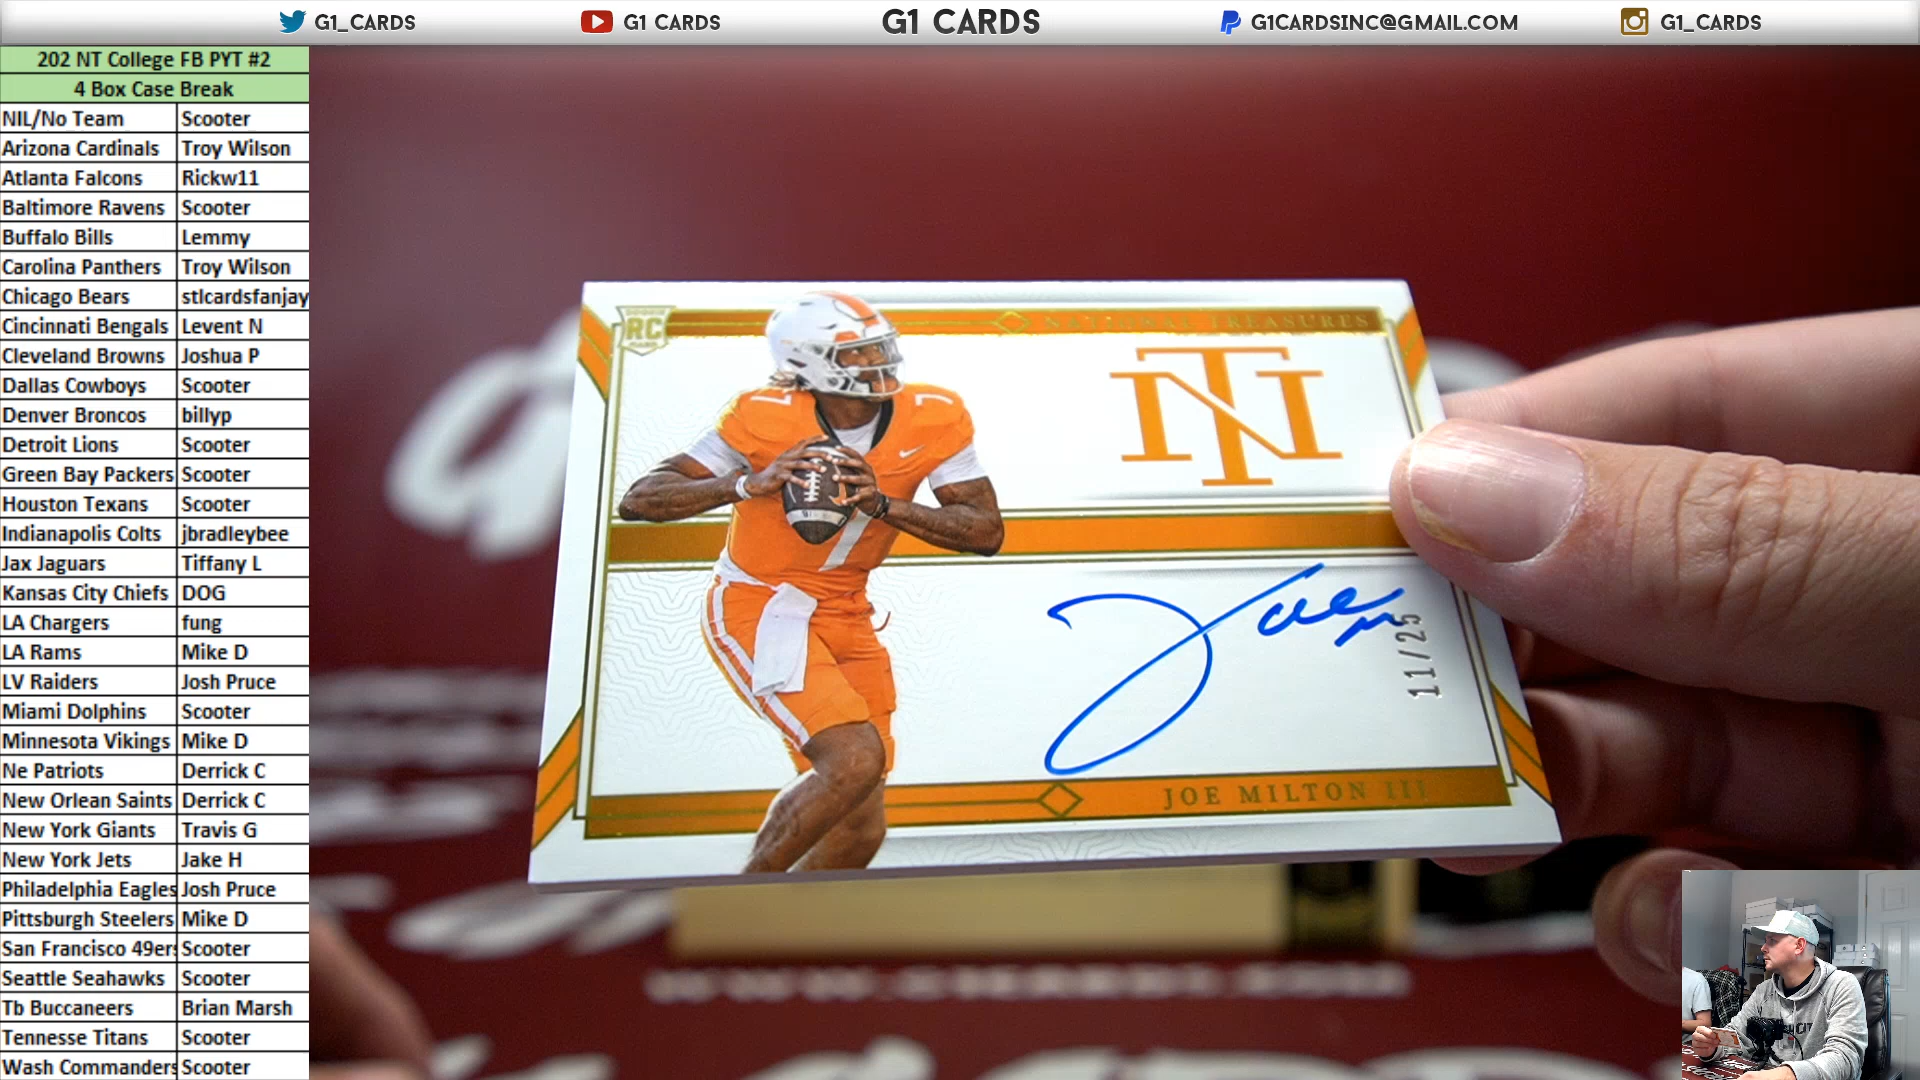 G1_CARDS
G1 CARDS
G1 CARDS
G1CARDSINC@GMAIL.COM
G1_CARDS
202 NT College FB PYT #2
4 Box Case Break
NIL/No Team Scooter
Arizona Cardinals Troy Wilson
Atlanta Falcons Rickw11
Baltimore Ravens Scooter
Buffalo Bills Lemmy
Carolina Panthers Troy Wilson
Chicago Bears stlcardsfanjay
Cincinnati Bengals Levent N
Cleveland Browns Joshua P
Dallas Cowboys Scooter
Denver Broncos billyp
Detroit Lions Scooter
Green Bay Packers Scooter
Houston Texans Scooter
Indianapolis Colts jbradleybee
Jax Jaguars Tiffany L
Kansas City Chiefs DOG
LA Chargers fung
LA Rams Mike D
LV Raiders Josh Pruce
Miami Dolphins Scooter
Minnesota Vikings Mike D
Ne Patriots Derrick C
New Orlean Saints Derrick C
New York Giants Travis G
New York Jets Jake H
Philadelphia Eagles Josh Pruce
Pittsburgh Steelers Mike D
San Francisco 49ers Scooter
Seattle Seahawks Scooter
Tb Buccaneers Brian Marsh
Tennesse Titans Scooter
Wash Commanders Scooter
RC
NATIONAL TREASURES
NT
7 7
7
11/25
JOE MILTON III